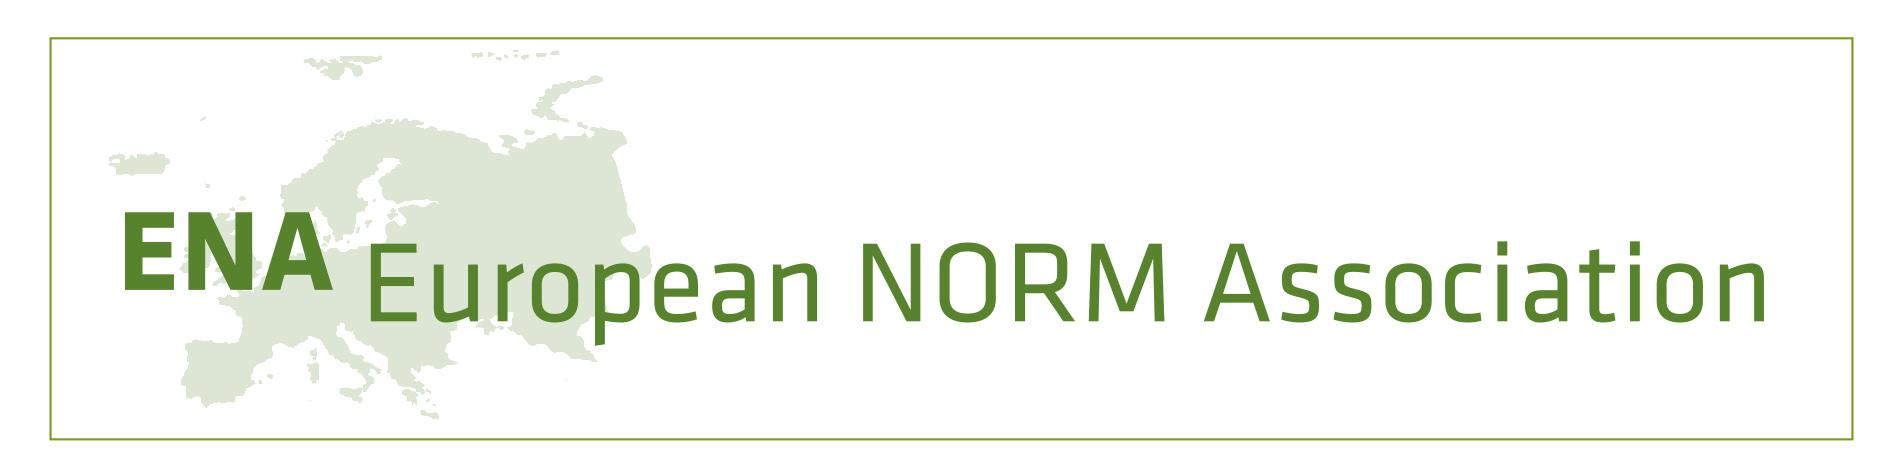 ENA European NORM Association